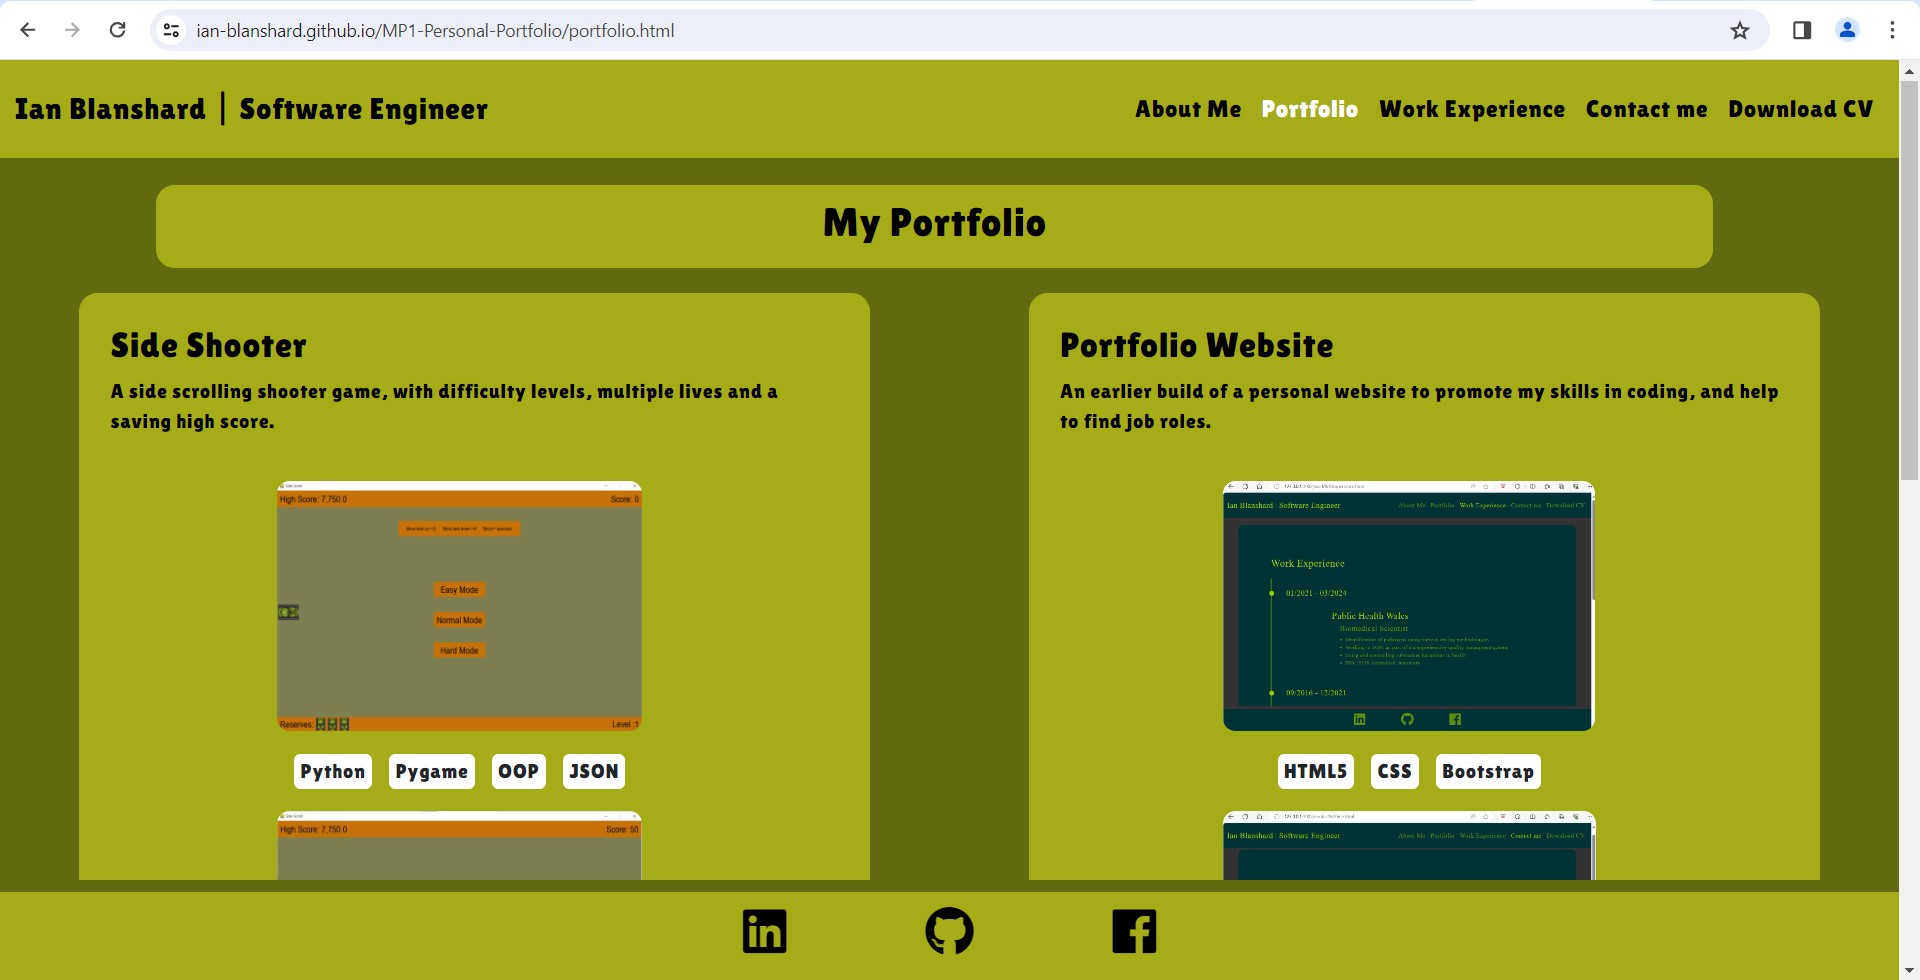 ian-blanshard.github.io/MP1-Personal-Portfolio/portfolio.html
Ian Blanshard | Software Engineer
About Me Portfolio Work Experience Contact me Download CV
My Portfolio
Side Shooter
A side scrolling shooter game, with difficulty levels, multiple lives and a
saving high score.
High Score: 7,750.0 Score: 0
Easy Mode
Normal Mode
Hard Mode
Reserves: Level :1
Python Pygame OOP JSON
High Score: 7,750.0 Score: 50
Portfolio Website
An earlier build of a personal website to promote my skills in coding, and help
to find job roles.
Ian Blanshard | Software Engineer
About Me Portfolio Work Experience Contact me Download CV
Work Experience
01/2021 - 03/2024
Public Health Wales
Biomedical Scientist
09/2016 - 12/2021
HTML5 CSS Bootstrap
Ian Blanshard | Software Engineer
About Me Portfolio Work Experience Contact me Download CV
in